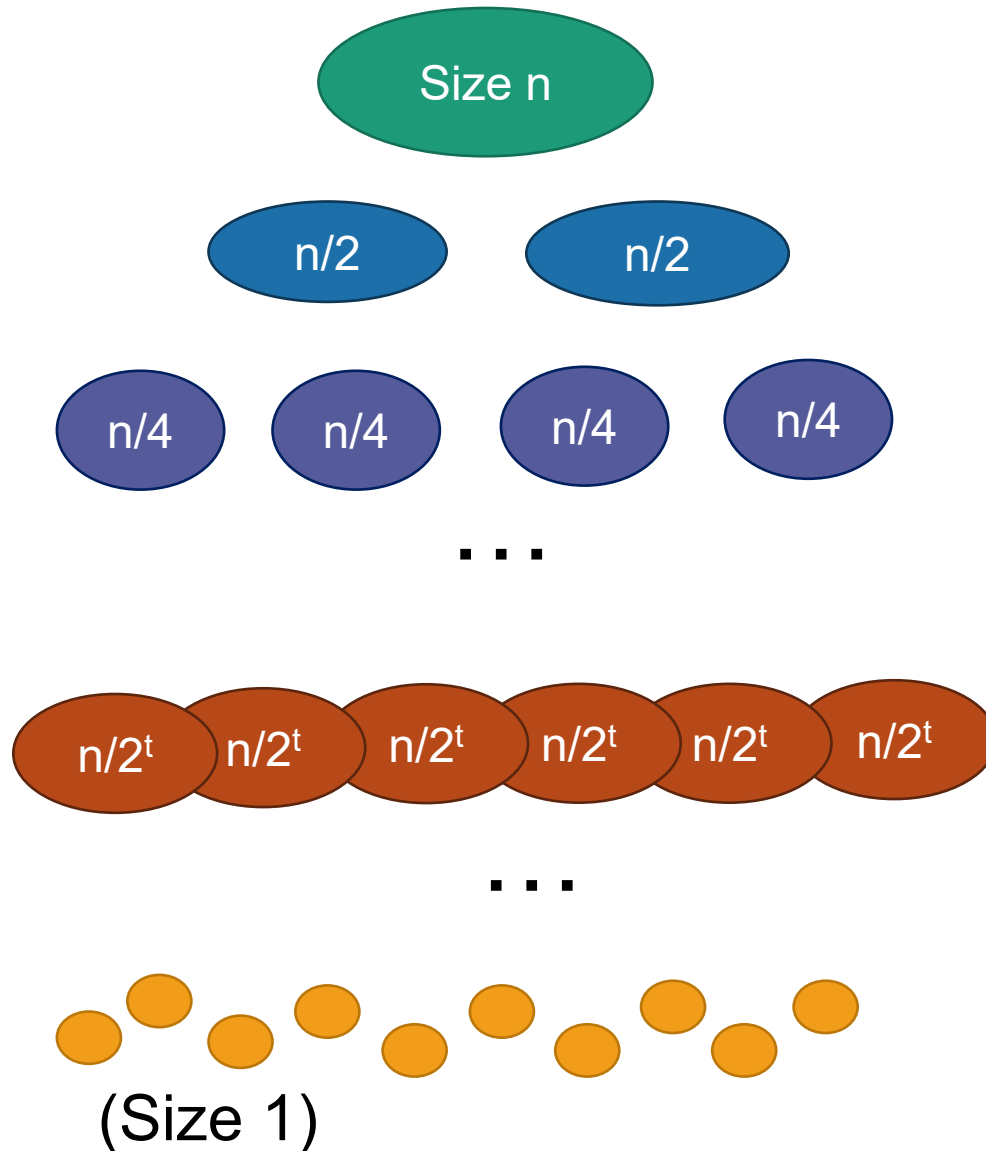 Size n
n/2 n/2
n/4 n/4 n/4 n/4
...
n/2ᵗ n/2ᵗ n/2ᵗ n/2ᵗ n/2ᵗ n/2ᵗ
...
(Size 1)